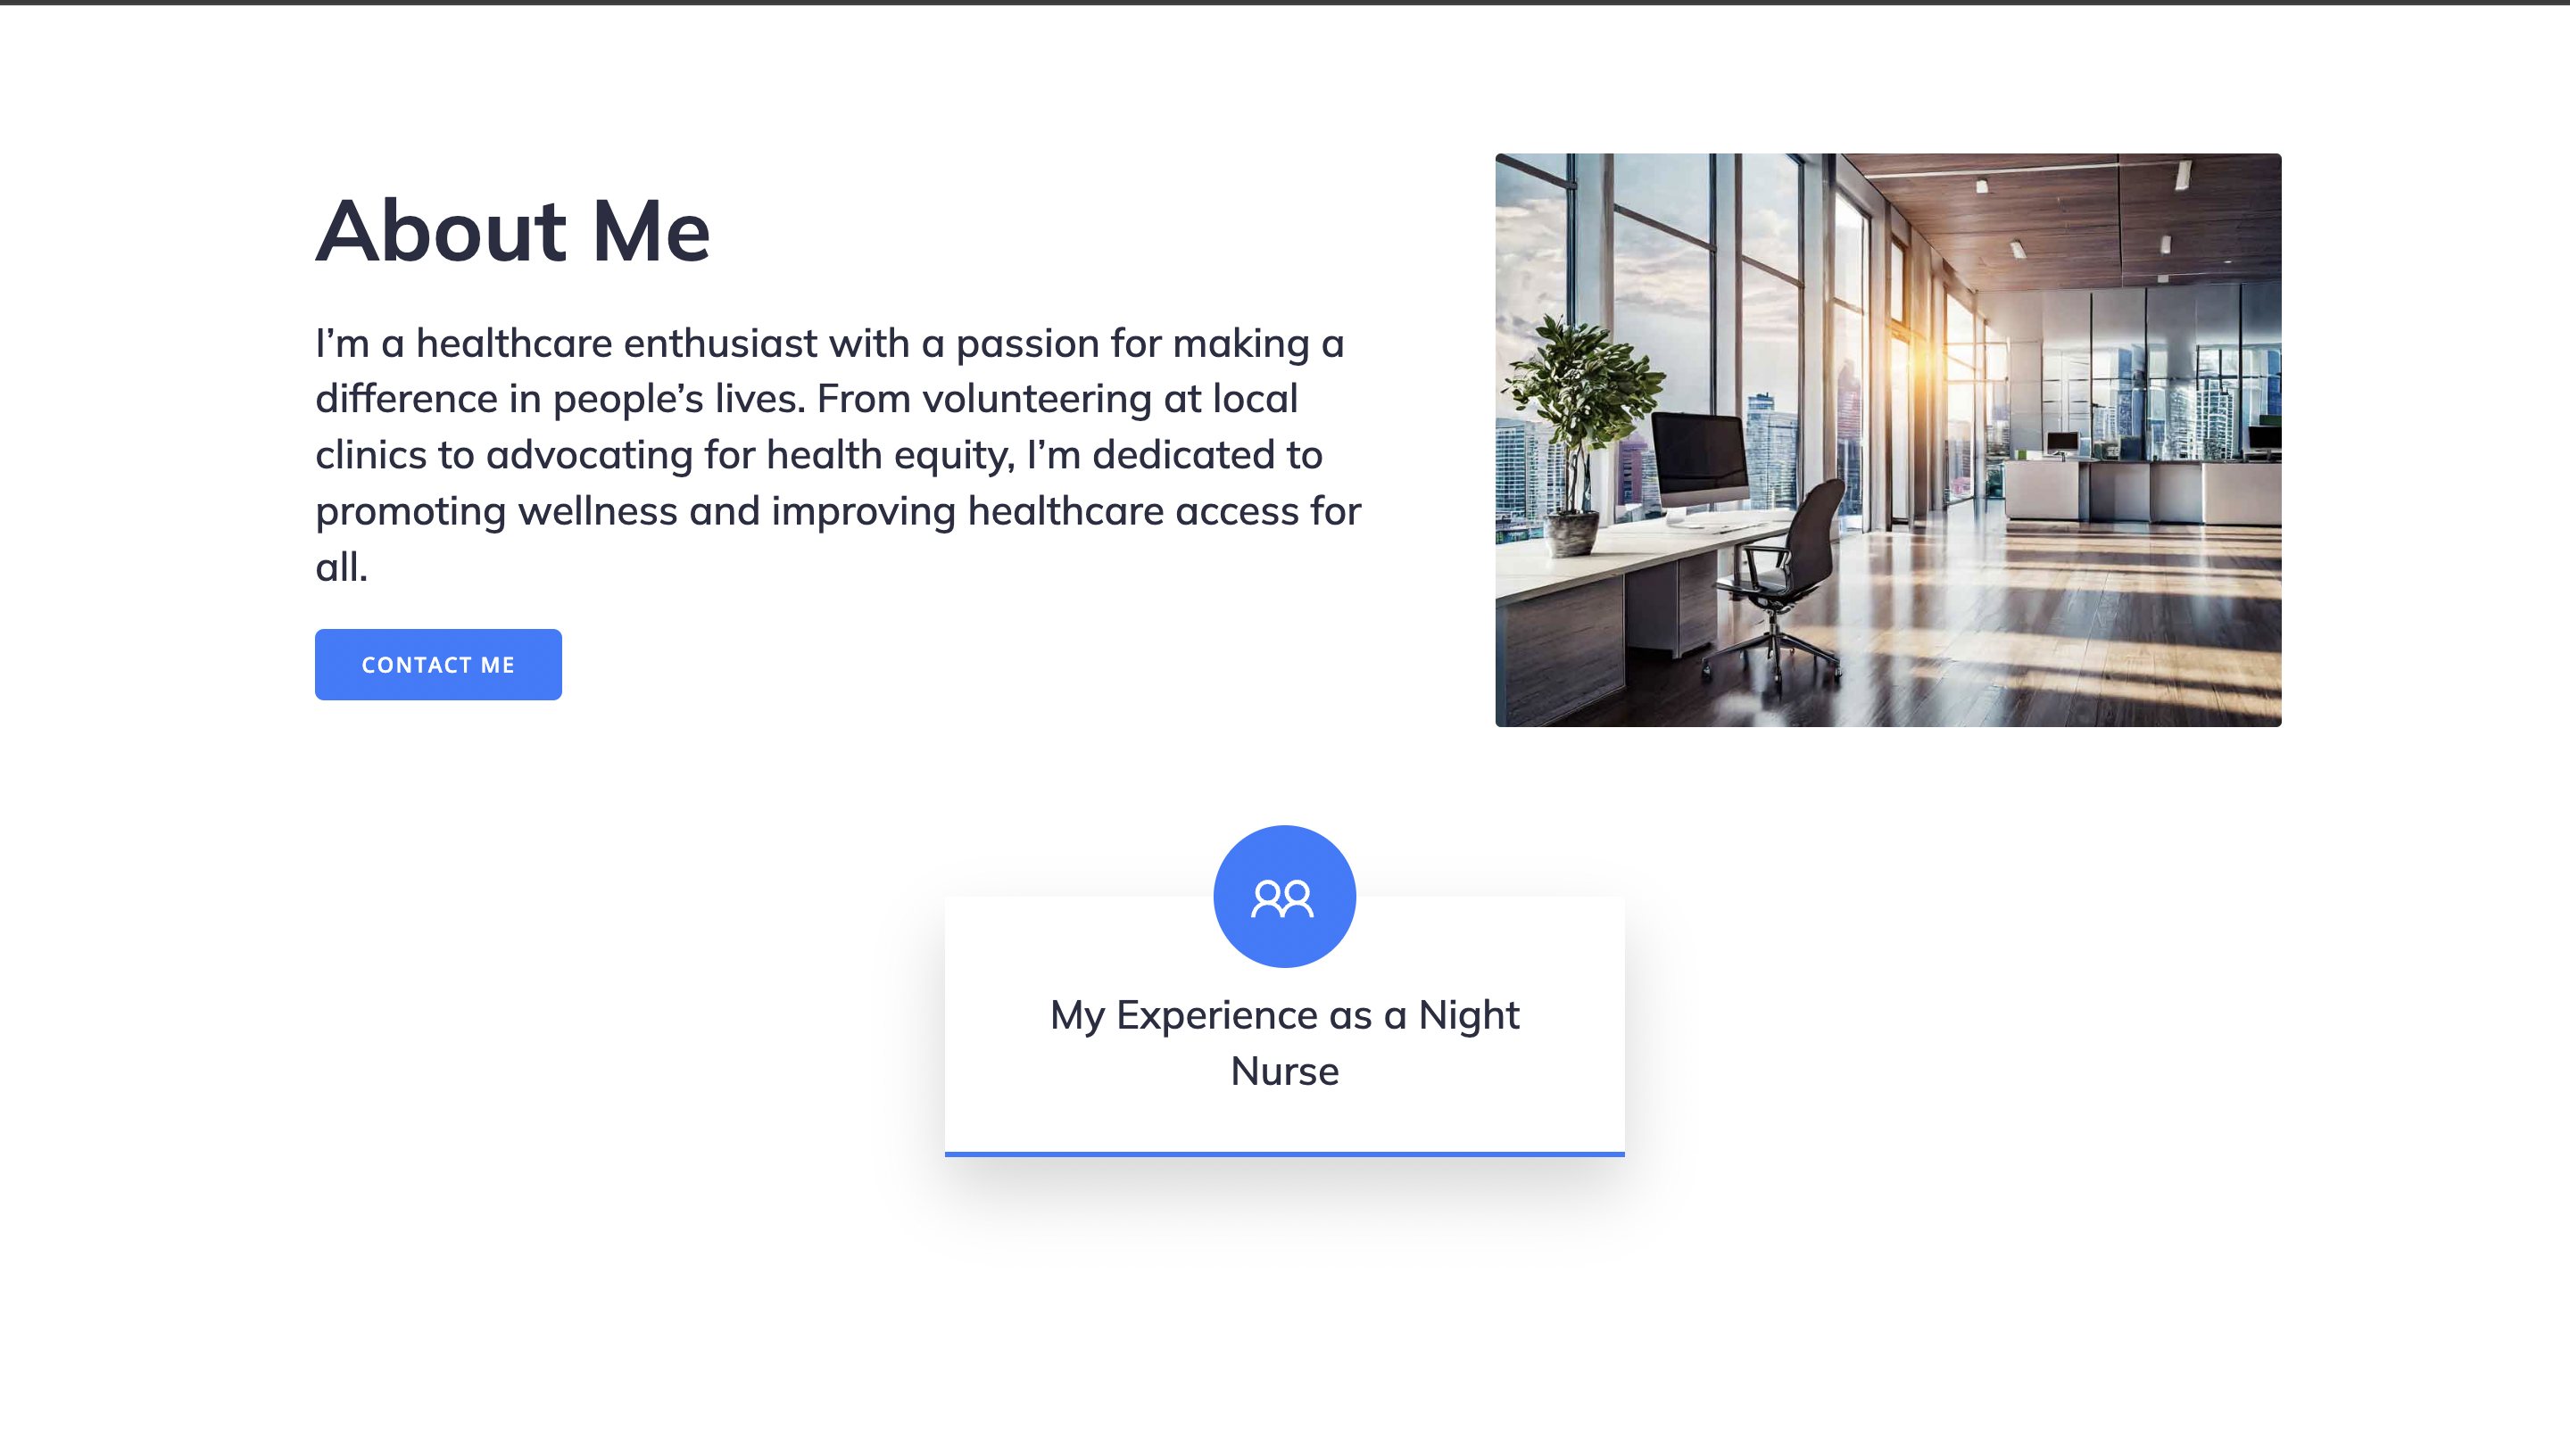 About Me
I’m a healthcare enthusiast with a passion for making a
difference in people’s lives. From volunteering at local
clinics to advocating for health equity, I’m dedicated to
promoting wellness and improving healthcare access for
all.
CONTACT ME
My Experience as a Night
Nurse